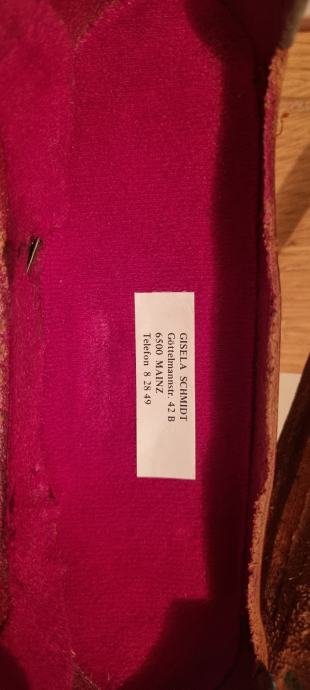 GISELA SCHMIDT
Göttelmannstr. 42 B
6500 MAINZ
Telefon 8 28 49